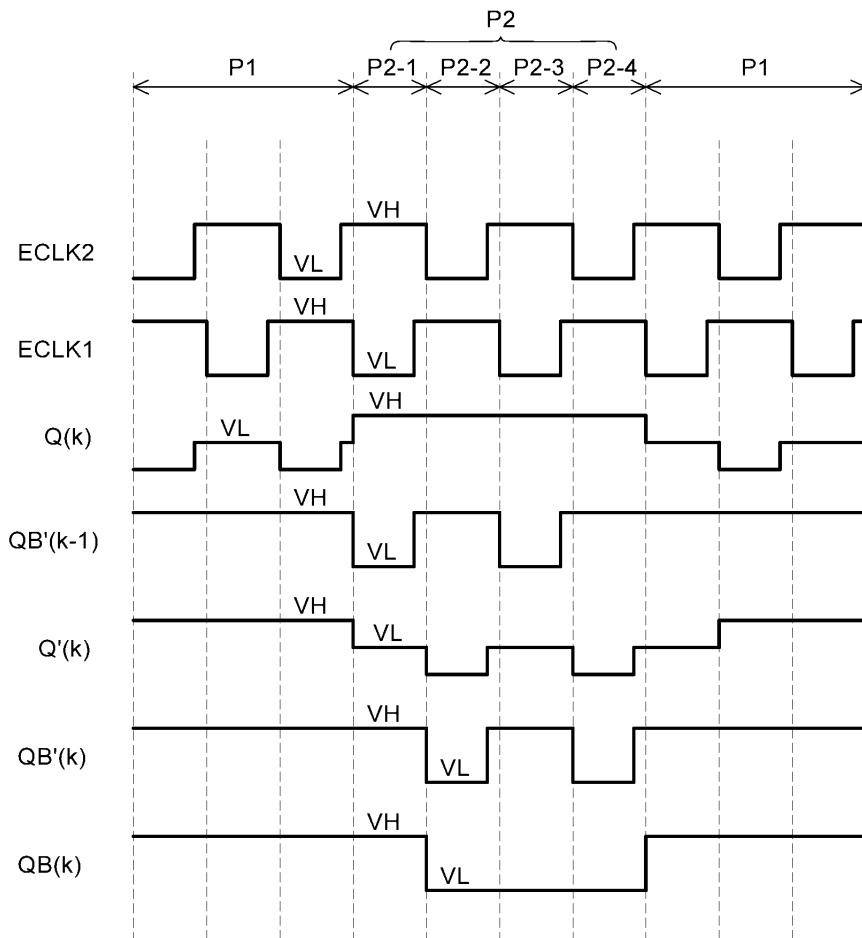 P2
P1 P2-1 P2-2 P2-3 P2-4 P1
VH
ECLK2
VL
VH
ECLK1
VL
VH
VL
Q(k)
VH
QB'(k-1)
VL
VH
VL
Q'(k)
VH
QB'(k)
VL
VH
QB(k)
VL